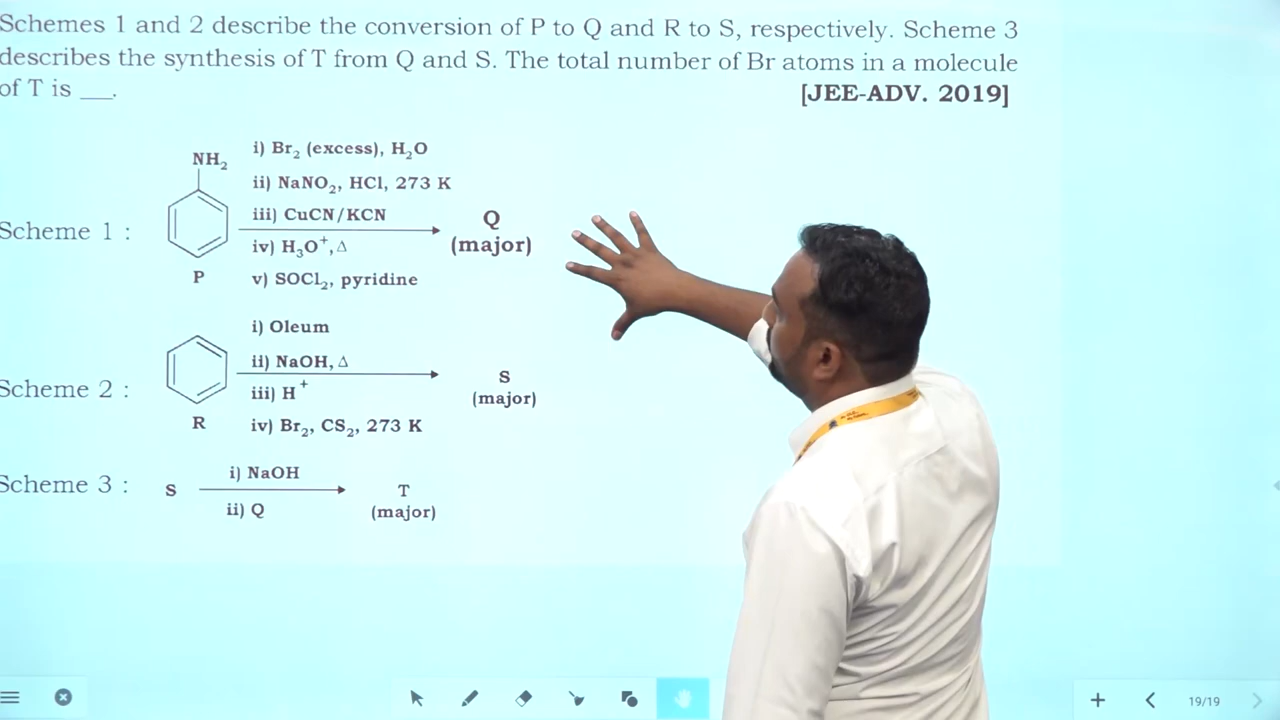 Schemes 1 and 2 describe the conversion of P to Q and R to S, respectively. Scheme 3
describes the synthesis of T from Q and S. The total number of Br atoms in a molecule
of T is ___.
[JEE-ADV. 2019]
NH₂
i) Br₂ (excess), H₂O
ii) NaNO₂, HCl, 273 K
iii) CuCN/KCN
Scheme 1 :
Q
iv) H₃O⁺, Δ
(major)
P
v) SOCl₂, pyridine
i) Oleum
ii) NaOH, Δ
Scheme 2 :
S
iii) H⁺
(major)
R
iv) Br₂, CS₂, 273 K
i) NaOH
Scheme 3 :
S
T
ii) Q
(major)
19/19